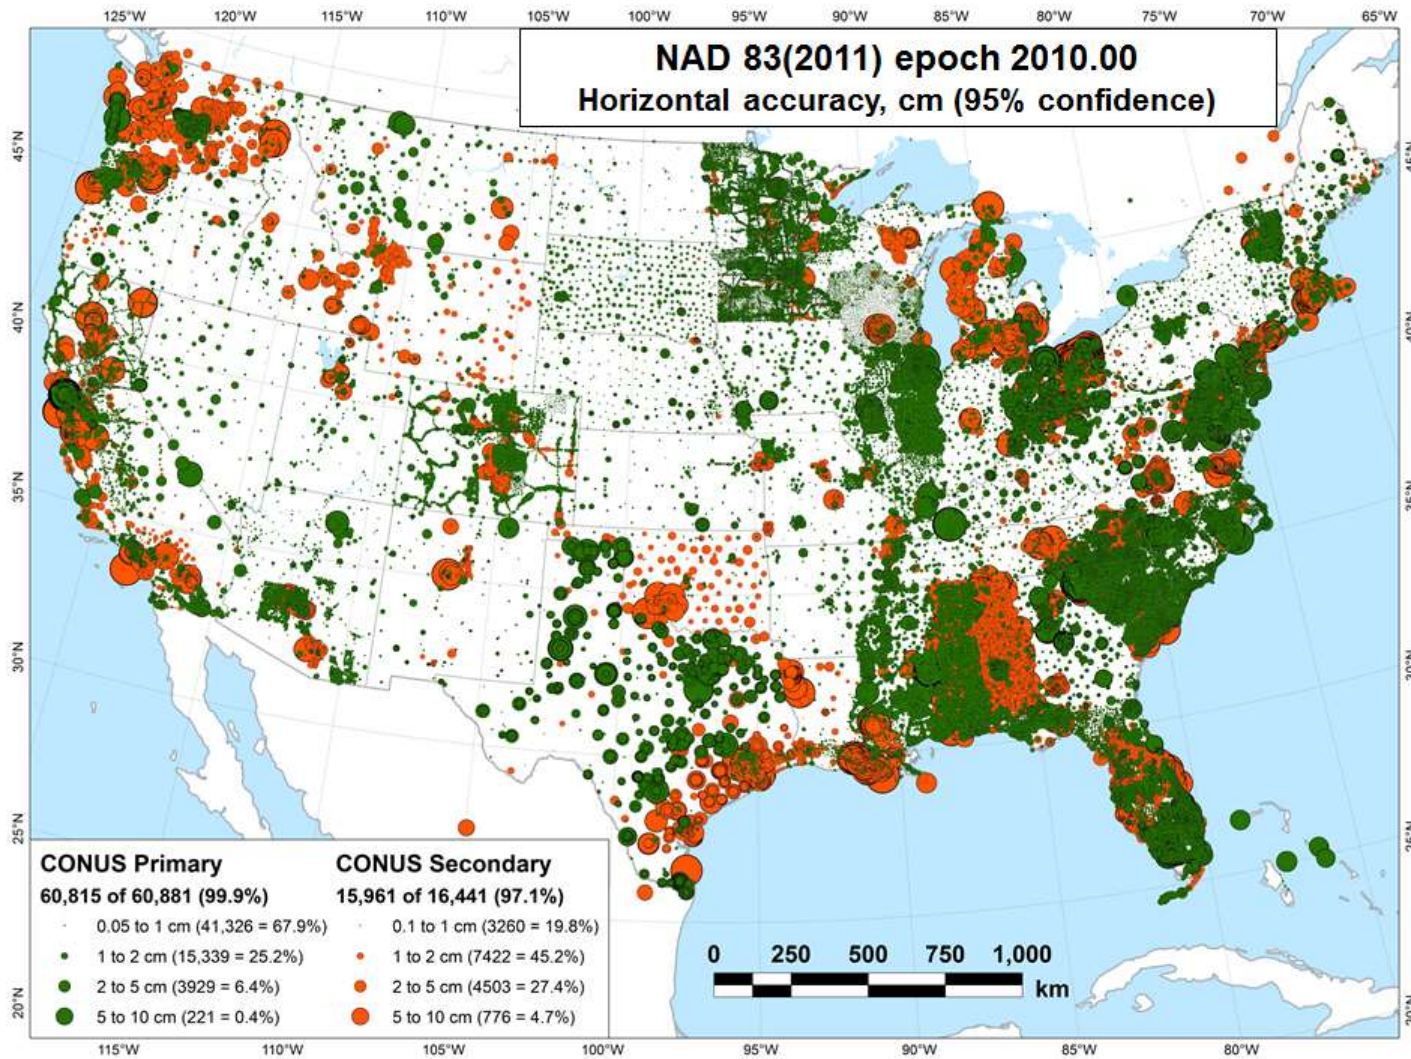 125°W 120°W 115°W 110°W 105°W 100°W 95°W 90°W 85°W 80°W 75°W 70°W 65°W
NAD 83(2011) epoch 2010.00
Horizontal accuracy, cm (95% confidence)
45°N 45°N
40°N 40°N
35°N 35°N
30°N 30°N
25°N 25°N
20°N 20°N
CONUS Primary
60,815 of 60,881 (99.9%)
0.05 to 1 cm (41,326 = 67.9%)
1 to 2 cm (15,339 = 25.2%)
2 to 5 cm (3929 = 6.4%)
5 to 10 cm (221 = 0.4%)
CONUS Secondary
15,961 of 16,441 (97.1%)
0.1 to 1 cm (3260 = 19.8%)
1 to 2 cm (7422 = 45.2%)
2 to 5 cm (4503 = 27.4%)
5 to 10 cm (776 = 4.7%)
0 250 500 750 1,000
km
115°W 110°W 105°W 100°W 95°W 90°W 85°W 80°W